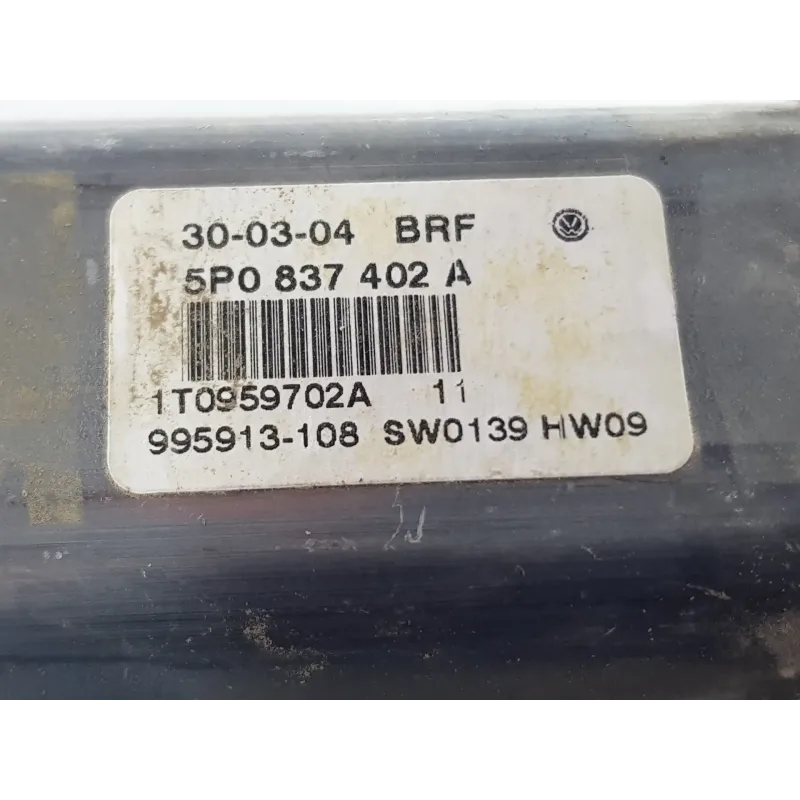 30-03-04 BRF
5P0 837 402 A
1T0959702A 11
995913-108 SW0139 HW09